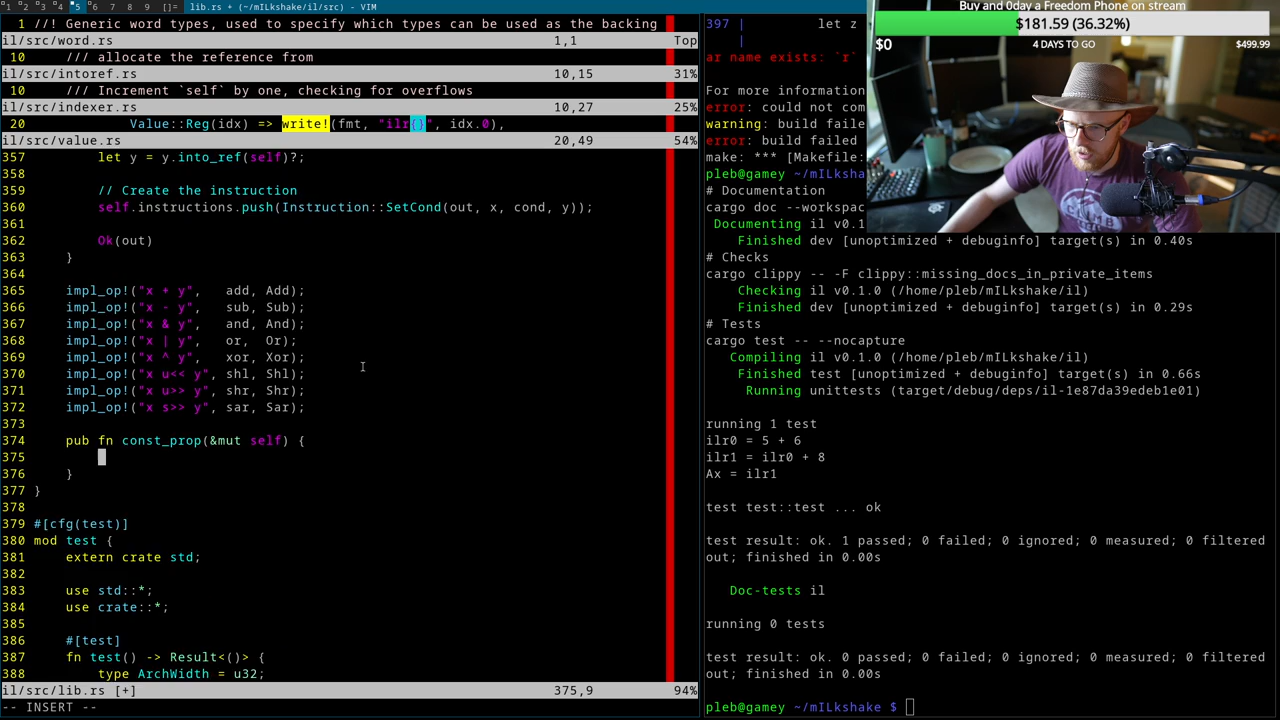 1 2 3 4 5 6 7 8 9 []= lib.rs + (~/mILkshake/il/src) - VIM
1 //! Generic word types, used to specify which types can be used as the backing
il/src/word.rs 1,1 Top
10 /// allocate the reference from
il/src/intoref.rs 10,15 31%
10 /// Increment `self` by one, checking for overflows
il/src/indexer.rs 10,27 25%
20 Value::Reg(idx) => write!(fmt, "ilr{}", idx.0),
il/src/value.rs 20,49 54%
357 let y = y.into_ref(self)?;
358
359 // Create the instruction
360 self.instructions.push(Instruction::SetCond(out, x, cond, y));
361
362 Ok(out)
363 }
364
365 impl_op!("x + y", add, Add);
366 impl_op!("x - y", sub, Sub);
367 impl_op!("x & y", and, And);
368 impl_op!("x | y", or, Or);
369 impl_op!("x ^ y", xor, Xor);
370 impl_op!("x u<< y", shl, Shl);
371 impl_op!("x u>> y", shr, Shr);
372 impl_op!("x s>> y", sar, Sar);
373
374 pub fn const_prop(&mut self) {
375
376 }
377 }
378
379 #[cfg(test)]
380 mod test {
381 extern crate std;
382
383 use std::*;
384 use crate::*;
385
386 #[test]
387 fn test() -> Result<()> {
388 type ArchWidth = u32;
il/src/lib.rs [+] 375,9 94%
-- INSERT --
397 | let z
|
ar name exists: `r`
For more information
error: could not com
warning: build faile
error: build failed
make: *** [Makefile:
pleb@gamey ~/mILksha
# Documentation
cargo doc --workspac
Documenting il v0.1
Finished dev [unoptimized + debuginfo] target(s) in 0.40s
# Checks
cargo clippy -- -F clippy::missing_docs_in_private_items
Checking il v0.1.0 (/home/pleb/mILkshake/il)
Finished dev [unoptimized + debuginfo] target(s) in 0.29s
# Tests
cargo test -- --nocapture
Compiling il v0.1.0 (/home/pleb/mILkshake/il)
Finished test [unoptimized + debuginfo] target(s) in 0.66s
Running unittests (target/debug/deps/il-1e87da39edeb1e01)
running 1 test
ilr0 = 5 + 6
ilr1 = ilr0 + 8
Ax = ilr1
test test::test ... ok
test result: ok. 1 passed; 0 failed; 0 ignored; 0 measured; 0 filtered
out; finished in 0.00s
Doc-tests il
running 0 tests
test result: ok. 0 passed; 0 failed; 0 ignored; 0 measured; 0 filtered
out; finished in 0.00s
pleb@gamey ~/mILkshake $
Buy and 0day a Freedom Phone on stream
$181.59 (36.32%)
$0 4 DAYS TO GO $499.99